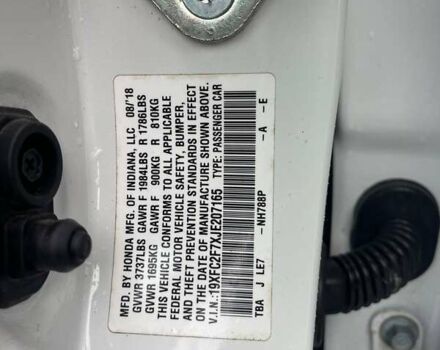 MFD. BY HONDA MFG. OF INDIANA, LLC 08/'18
GVWR 3737LBS GAWR F 1984LBS R 1786LBS
GVWR 1695KG GAWR F 900KG R 810KG
THIS VEHICLE CONFORMS TO ALL APPLICABLE
FEDERAL MOTOR VEHICLE SAFETY, BUMPER,
AND THEFT PREVENTION STANDARDS IN EFFECT
ON THE DATE OF MANUFACTURE SHOWN ABOVE.
V.I.N.:19XFC2F7XJE207165 TYPE: PASSENGER CAR
-NH788P -A -E
TBA J LE7